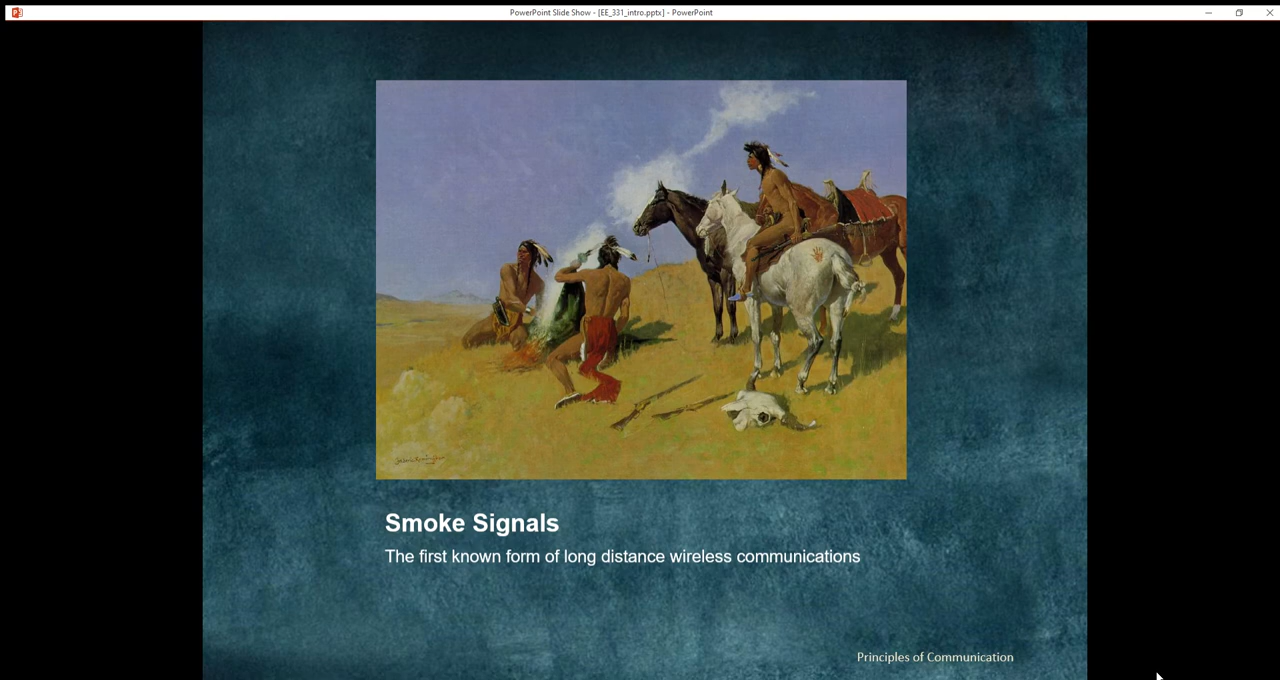 PowerPoint Slide Show - [EE_331_intro.pptx] - PowerPoint
Smoke Signals
The first known form of long distance wireless communications
Principles of Communication